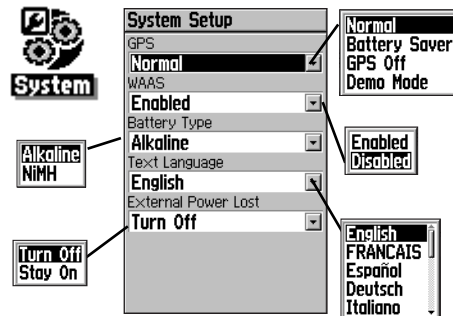 System
System Setup
GPS
Normal
WAAS
Enabled
Battery Type
Alkaline
Text Language
English
External Power Lost
Turn Off
Normal
Battery Saver
GPS Off
Demo Mode
Enabled
Disabled
Alkaline
NiMH
English
FRANCAIS
Español
Deutsch
Italiano
Turn Off
Stay On